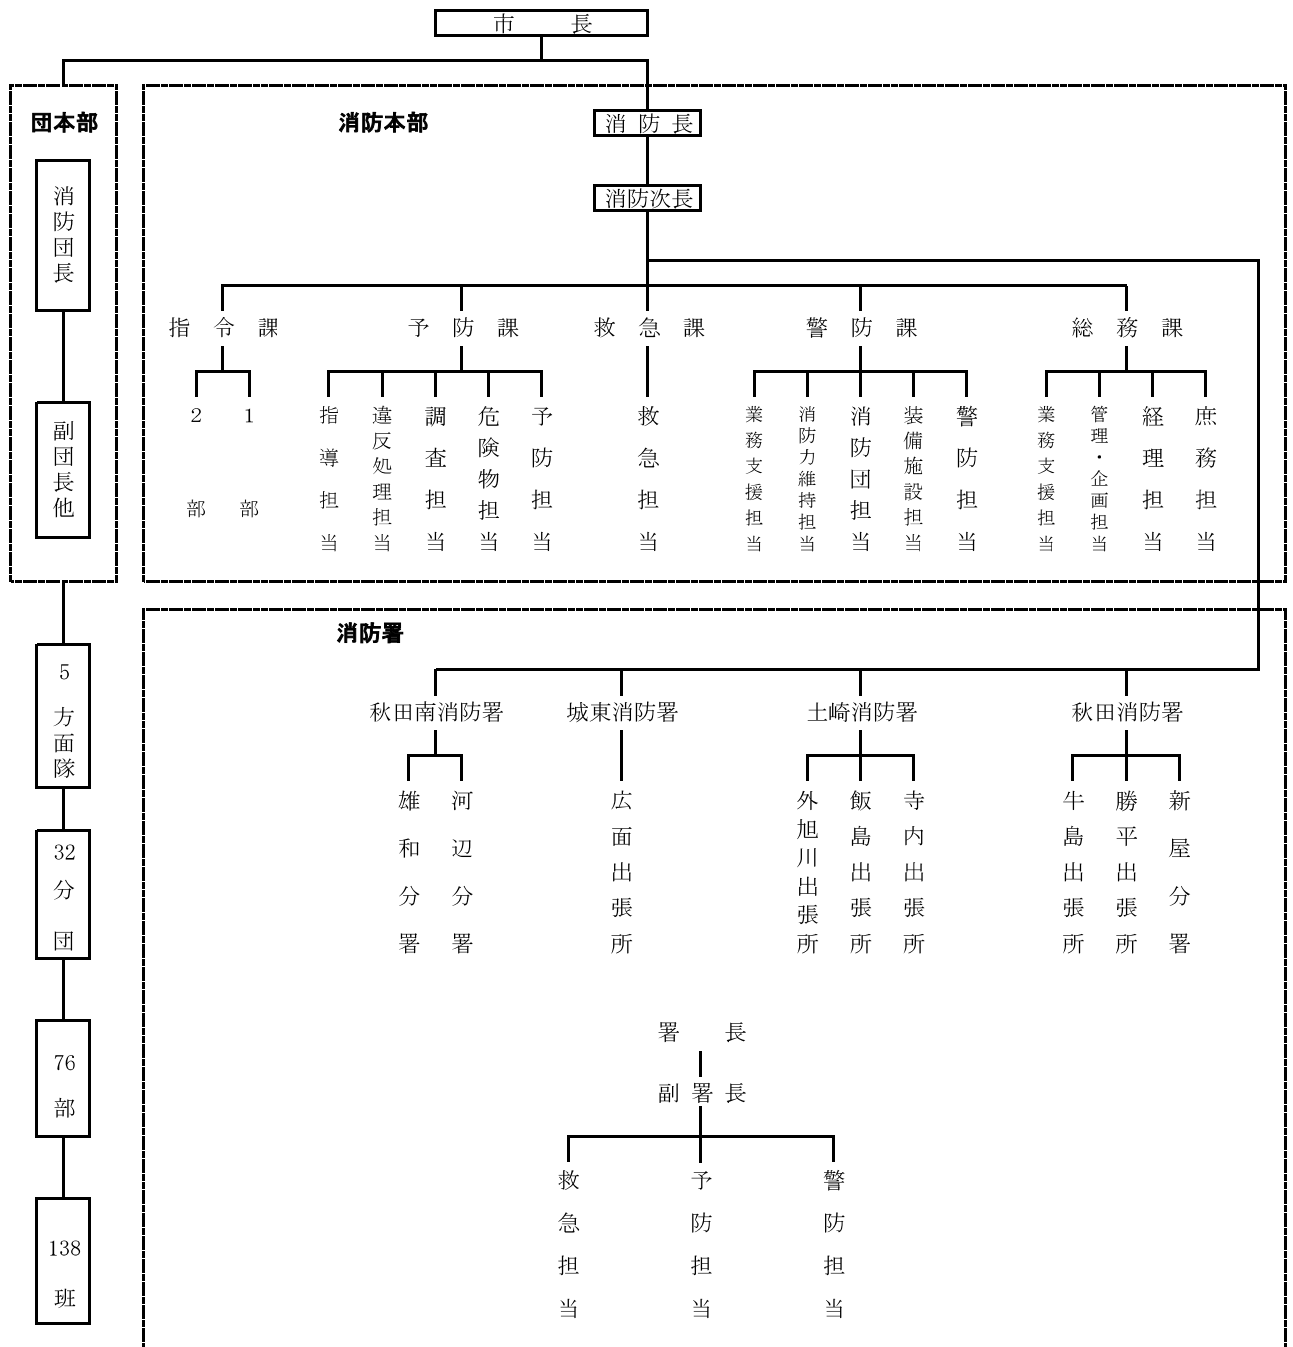 市長
団本部
消防団長
副団長他
5方面隊
32分団
76部
138班
消防本部
消防長
消防次長
指令課
予防課
救急課
警防課
総務課
2部
1部
指導担当
違反処理担当
調査担当
危険物担当
予防担当
救急担当
業務支援担当
消防力維持担当
消防団担当
装備施設担当
警防担当
業務支援担当
管理・企画担当
経理担当
庶務担当
消防署
秋田南消防署
城東消防署
土崎消防署
秋田消防署
雄和分署
河辺分署
広面出張所
外旭川出張所
飯島出張所
寺内出張所
牛島出張所
勝平出張所
新屋分署
署長
副署長
救急担当
予防担当
警防担当